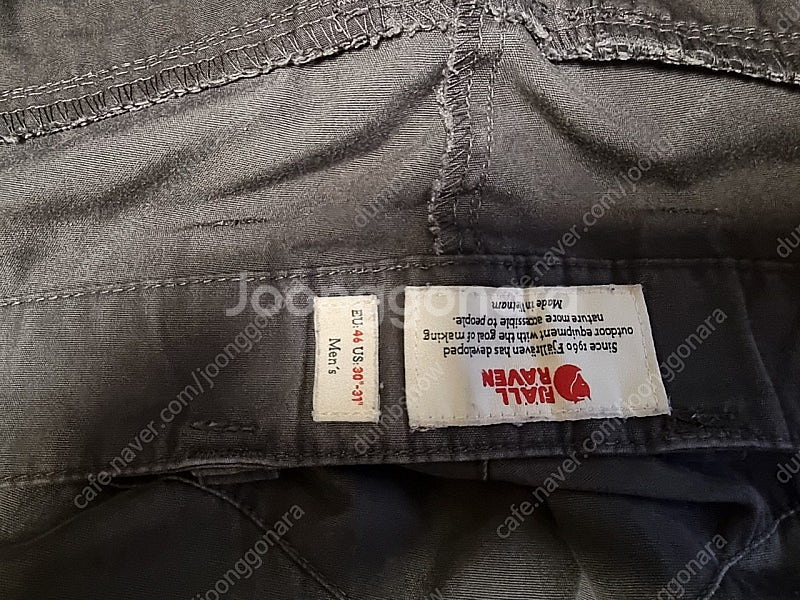 Joonggonara
EU: 46 US: 30"-31"
Men's
FJALL
RAVEN
Since 1960 Fjällräven has developed
outdoor equipment with the goal of making
nature more accessible to people.
Made in Vietnam
cafe.naver.com/joonggonara
dumbshow